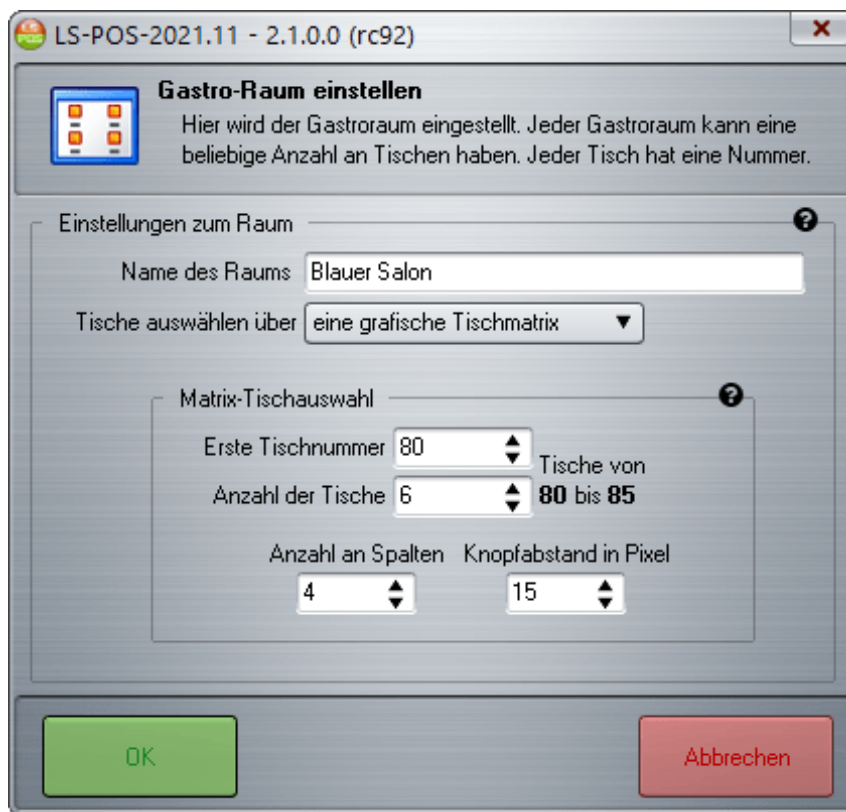 LS-POS-2021.11 - 2.1.0.0 (rc92)
Gastro-Raum einstellen
Hier wird der Gastroraum eingestellt. Jeder Gastroraum kann eine
beliebige Anzahl an Tischen haben. Jeder Tisch hat eine Nummer.
Einstellungen zum Raum
Name des Raums Blauer Salon
Tische auswählen über eine grafische Tischmatrix
Matrix-Tischauswahl
Erste Tischnummer 80
Tische von
Anzahl der Tische 6
80 bis 85
Anzahl an Spalten Knopfabstand in Pixel
4 15
OK Abbrechen